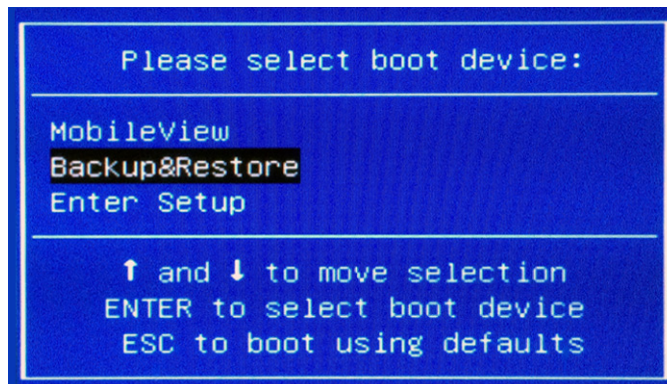 Please select boot device:
MobileView
Backup&Restore
Enter Setup
↑ and ↓ to move selection
ENTER to select boot device
ESC to boot using defaults